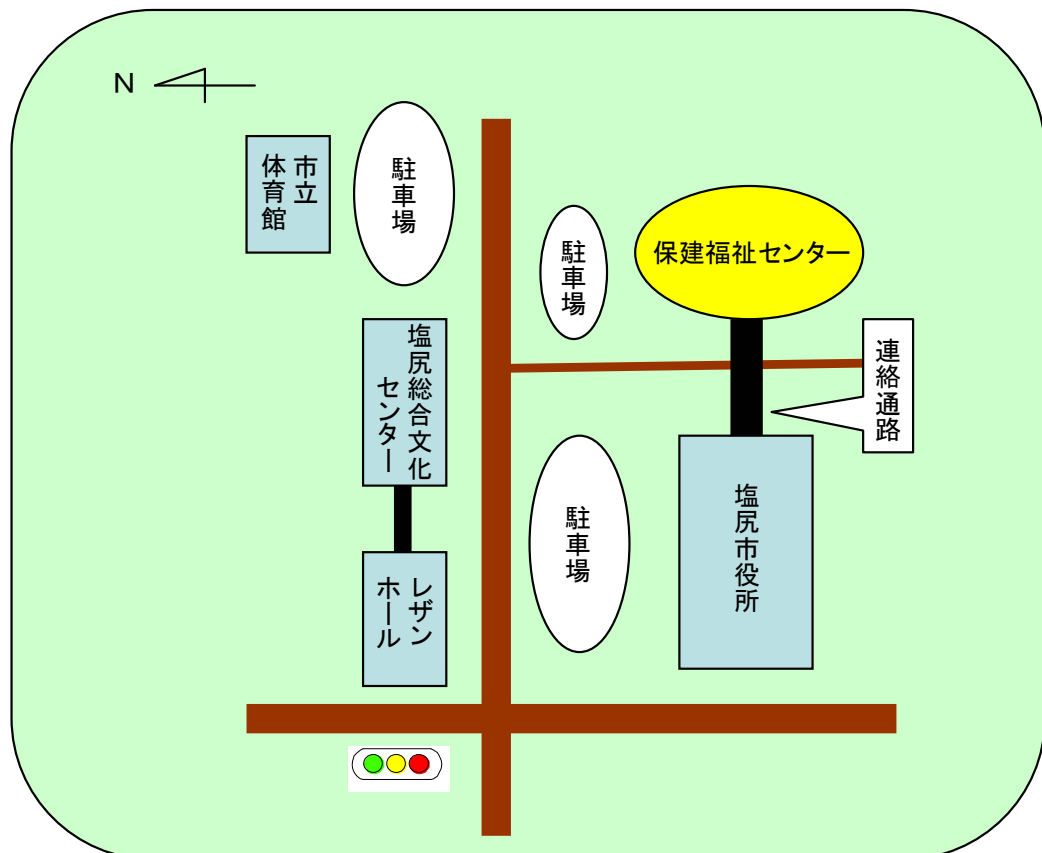 N
市立
体育館
駐車場
駐車場
保建福祉センター
塩尻総合文化
センター
連絡通路
駐車場
塩尻市役所
レザン
ホール